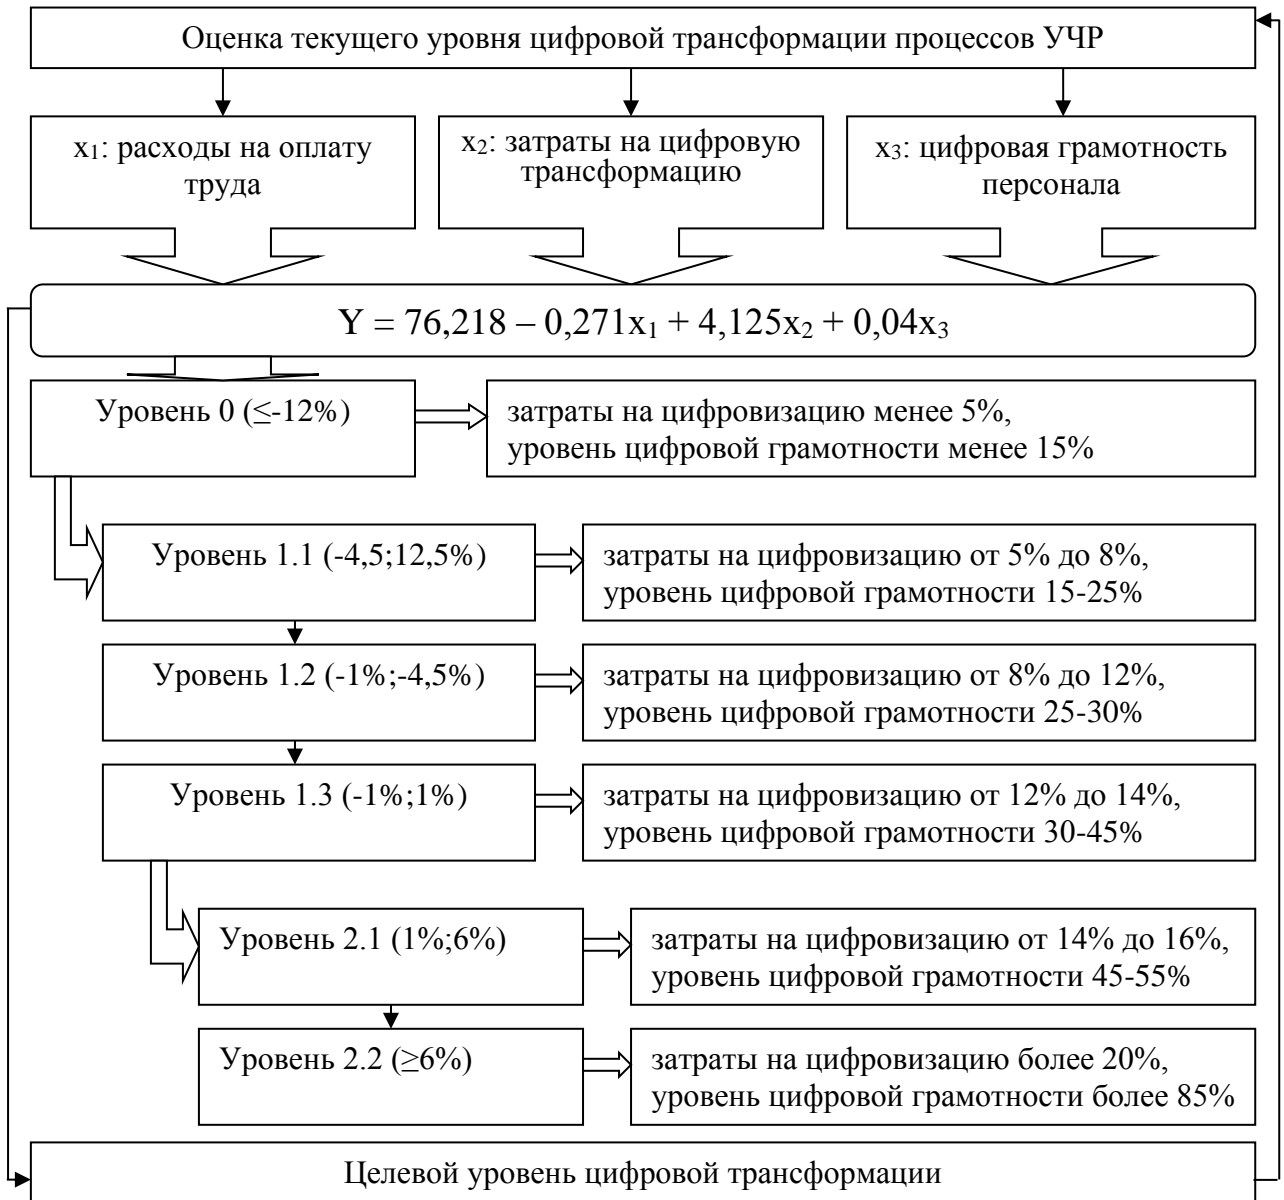 Оценка текущего уровня цифровой трансформации процессов УЧР
x₁: расходы на оплату
труда
x₂: затраты на цифровую
трансформацию
x₃: цифровая грамотность
персонала
Y = 76,218 – 0,271x₁ + 4,125x₂ + 0,04x₃
Уровень 0 (≤-12%)
затраты на цифровизацию менее 5%,
уровень цифровой грамотности менее 15%
Уровень 1.1 (-4,5;12,5%)
затраты на цифровизацию от 5% до 8%,
уровень цифровой грамотности 15-25%
Уровень 1.2 (-1%;-4,5%)
затраты на цифровизацию от 8% до 12%,
уровень цифровой грамотности 25-30%
Уровень 1.3 (-1%;1%)
затраты на цифровизацию от 12% до 14%,
уровень цифровой грамотности 30-45%
Уровень 2.1 (1%;6%)
затраты на цифровизацию от 14% до 16%,
уровень цифровой грамотности 45-55%
Уровень 2.2 (≥6%)
затраты на цифровизацию более 20%,
уровень цифровой грамотности более 85%
Целевой уровень цифровой трансформации